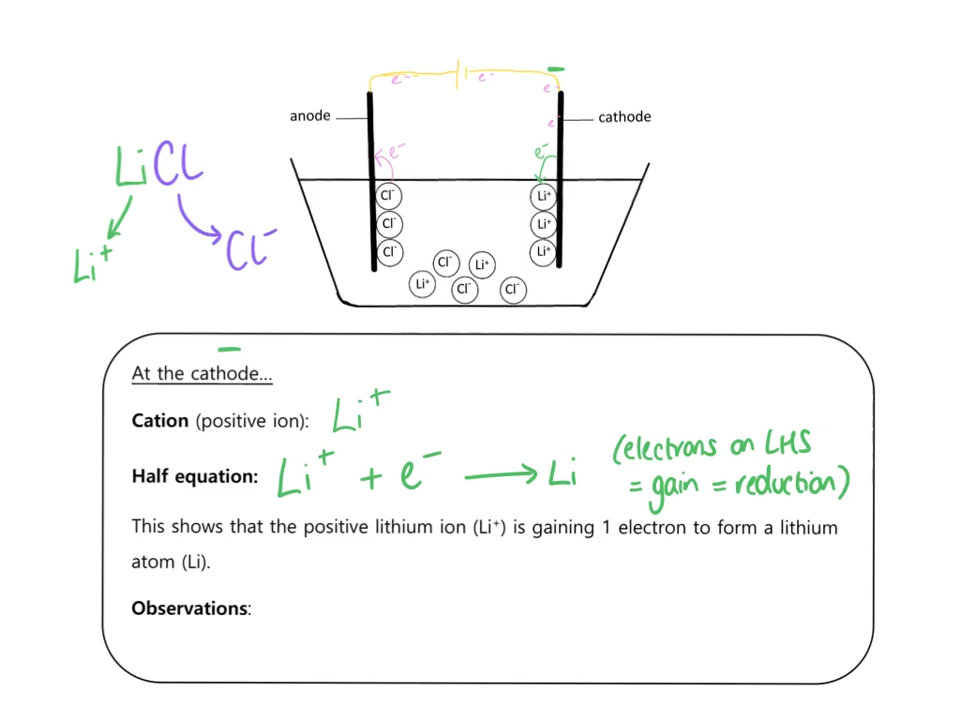 e⁻ e⁻
e⁻
anode
cathode
e⁻
e⁻
e⁻
LiCl
Li⁺
Cl⁻
Cl⁻ Li⁺
Cl⁻ Li⁺
Cl⁻ Li⁺
Cl⁻ Li⁺
Li⁺ Cl⁻ Cl⁻
At the cathode...
Cation (positive ion): Li⁺
Half equation: Li⁺ + e⁻ → Li (electrons on LHS
= gain = reduction)
This shows that the positive lithium ion (Li⁺) is gaining 1 electron to form a lithium
atom (Li).
Observations: